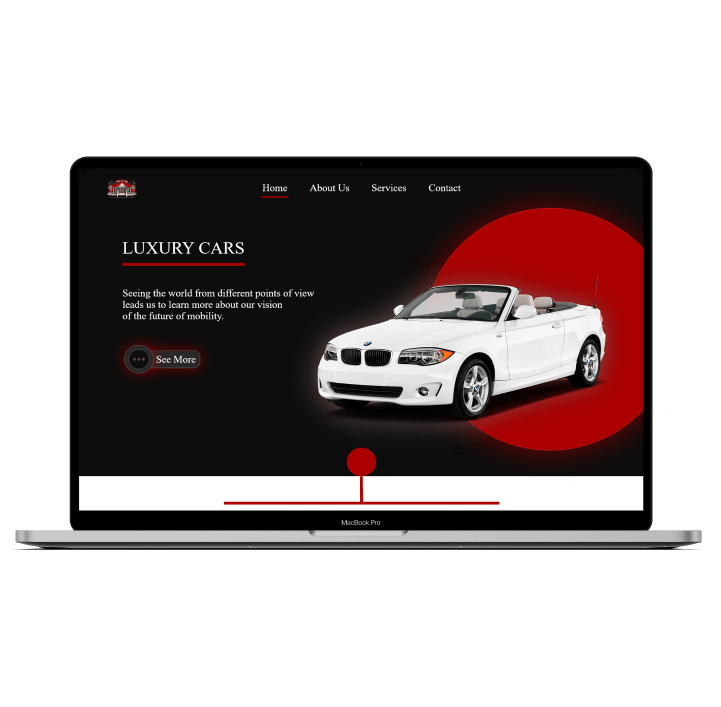 Home About Us Services Contact
LUXURY CARS
Seeing the world from different points of view
leads us to learn more about our vision
of the future of mobility.
See More
MacBook Pro